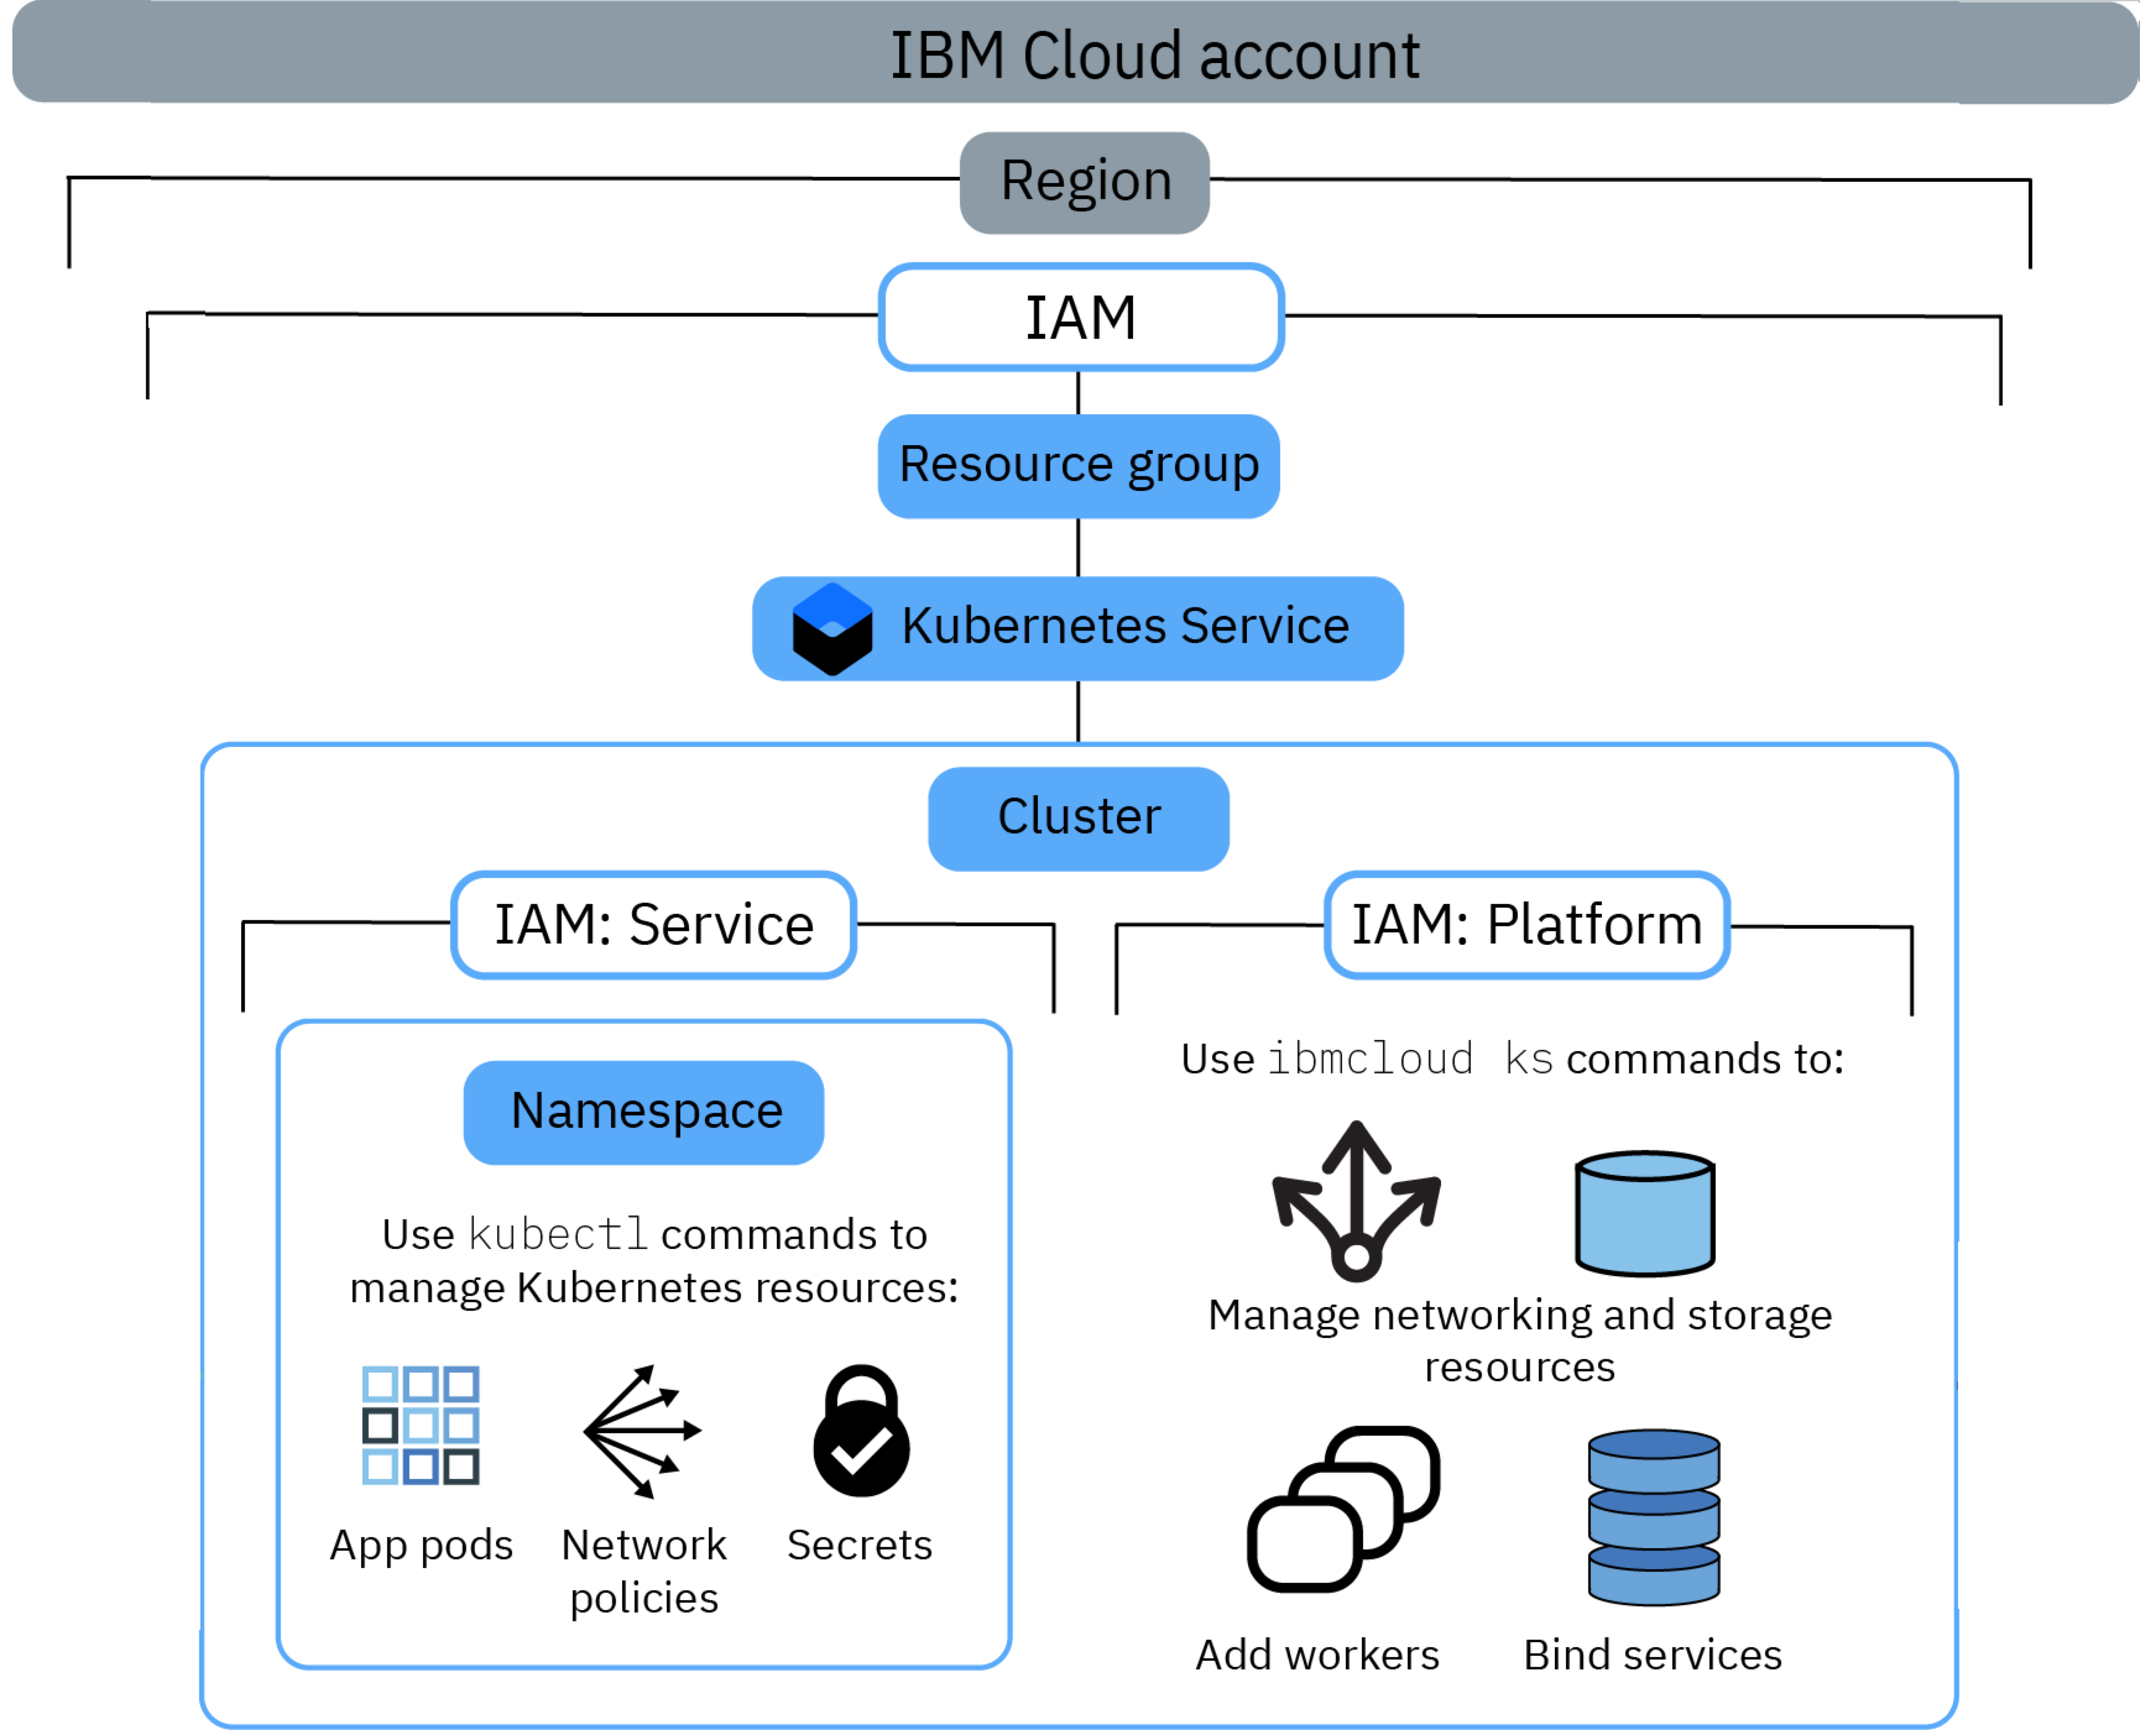 IBM Cloud account
Region
IAM
Resource group
Kubernetes Service
Cluster
IAM: Service
Namespace
Use kubectl commands to
manage Kubernetes resources:
App pods
Network
policies
Secrets
IAM: Platform
Use ibmcloud ks commands to:
Manage networking and storage
resources
Add workers
Bind services